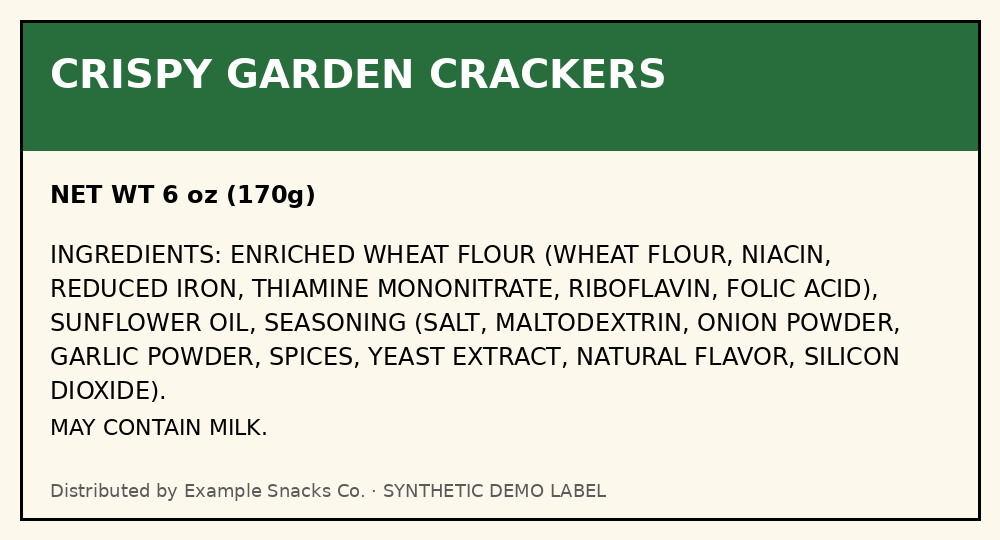 CRISPY GARDEN CRACKERS
NET WT 6 oz (170g)
INGREDIENTS: ENRICHED WHEAT FLOUR (WHEAT FLOUR, NIACIN,
REDUCED IRON, THIAMINE MONONITRATE, RIBOFLAVIN, FOLIC ACID),
SUNFLOWER OIL, SEASONING (SALT, MALTODEXTRIN, ONION POWDER,
GARLIC POWDER, SPICES, YEAST EXTRACT, NATURAL FLAVOR, SILICON
DIOXIDE).
MAY CONTAIN MILK.
Distributed by Example Snacks Co. · SYNTHETIC DEMO LABEL